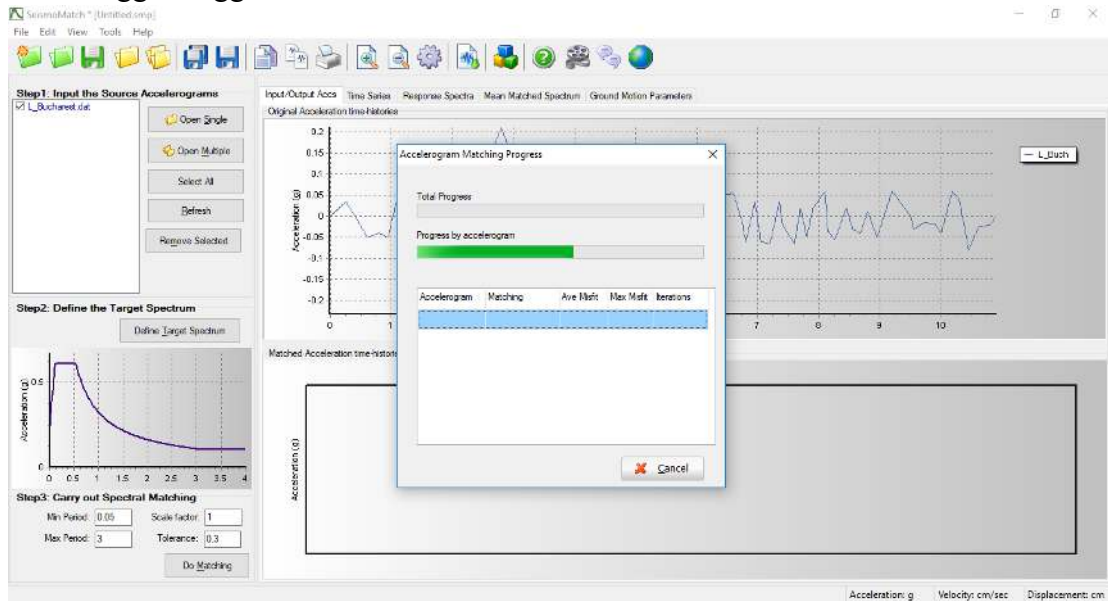 SeismoMatch * [Untitled.smp]
File Edit View Tools Help
Step1: Input the Source Accelerograms
L_Bucharest.dat
Open Single
Open Multiple
Select All
Refresh
Remove Selected
Step2: Define the Target Spectrum
Define Target Spectrum
Acceleration (g)
0.5
0
0 0.5 1 1.5 2 2.5 3 3.5 4
Step3: Carry out Spectral Matching
Min Period: 0.05 Scale factor: 1
Max Period: 3 Tolerance: 0.3
Do Matching
Input/Output Accs Time Series Response Spectra Mean Matched Spectrum Ground Motion Parameters
Original Acceleration time-histories
Acceleration (g)
0.2
0.15
0.1
0.05
0
-0.05
-0.1
-0.15
-0.2
0 1 7 8 9 10
L_Buch
Accelerogram Matching Progress
Total Progress
Progress by accelerogram
Accelerogram Matching Ave Misfit Max Misfit Iterations
Cancel
Matched Acceleration time-histori
Acceleration (g)
Acceleration: g Velocity: cm/sec Displacement: cm